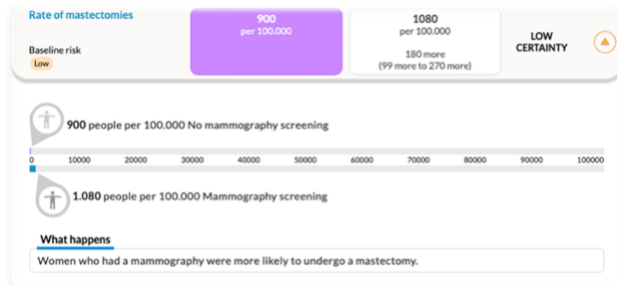 Rate of mastectomies
900
per 100.000
1080
per 100.000
LOW
CERTAINTY
Baseline risk
Low
180 more
(99 more to 270 more)
900 people per 100.000 No mammography screening
0 10000 20000 30000 40000 50000 60000 70000 80000 90000 100000
1.080 people per 100.000 Mammography screening
What happens
Women who had a mammography were more likely to undergo a mastectomy.